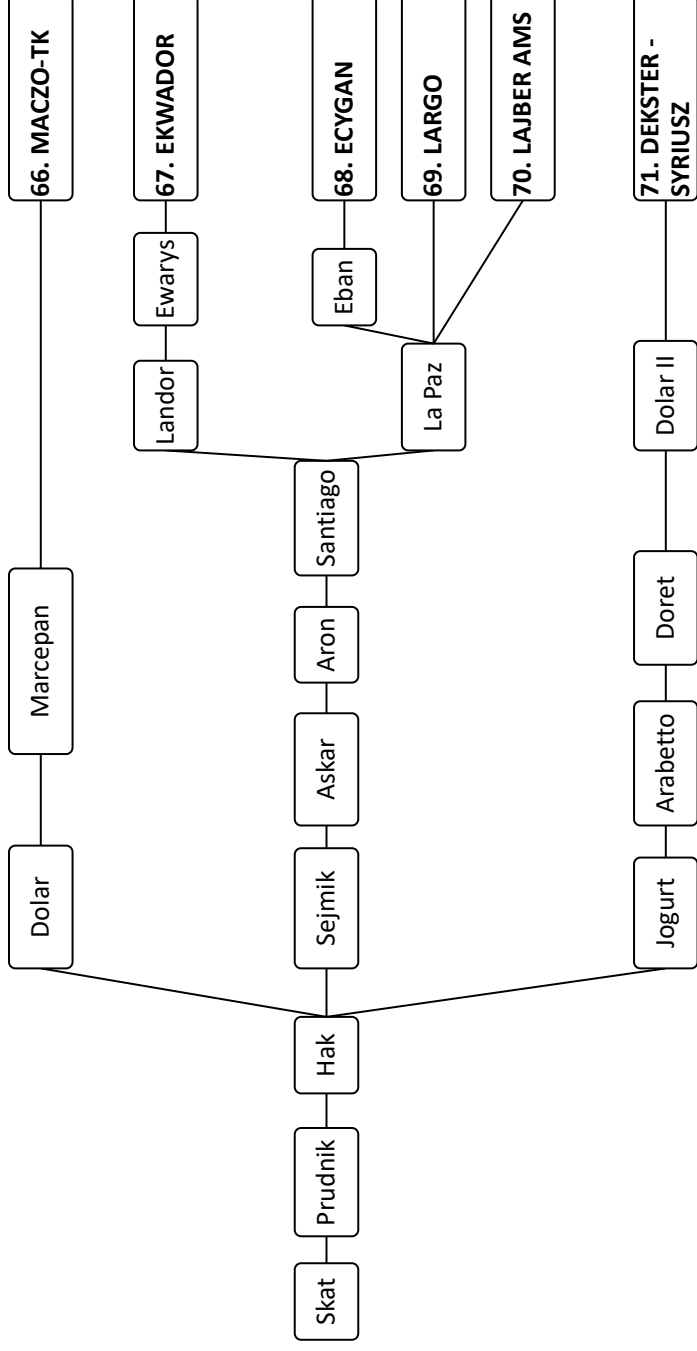 66. MACZO-TK
Marcepan
Dolar
67. EKWADOR
Ewarys
Landor
68. ECYGAN
Eban
69. LARGO
La Paz
70. LAJBER AMS
Santiago
Aron
Askar
Sejmik
Hak
Prudnik
Skat
71. DEKSTER -
SYRIUSZ
Dolar II
Doret
Arabetto
Jogurt